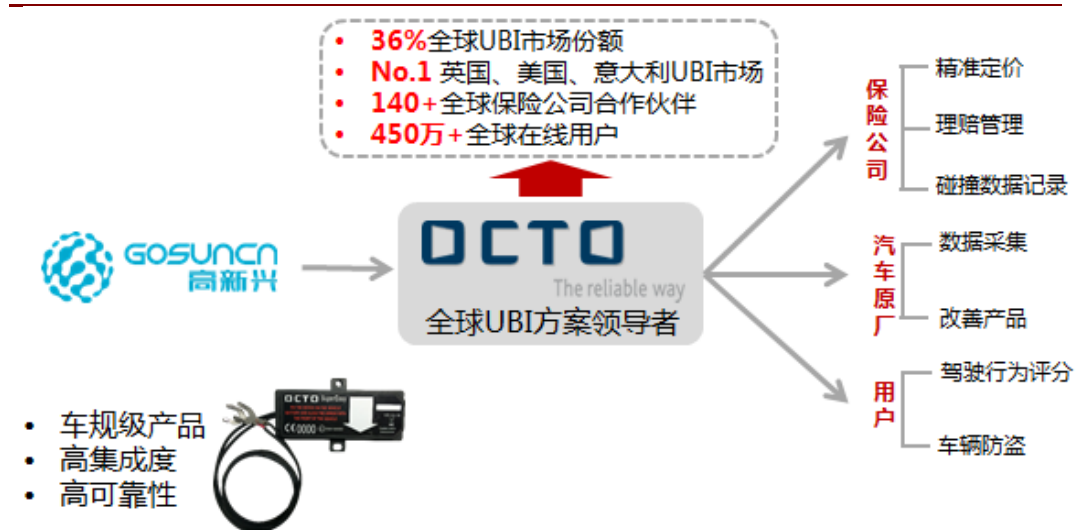 • 36%全球UBI市场份额
• No.1 英国、美国、意大利UBI市场
• 140+全球保险公司合作伙伴
• 450万+全球在线用户
GOSUNCN
高新兴
OCTO
The reliable way
全球UBI方案领导者
保险公司
精准定价
理赔管理
碰撞数据记录
汽车原厂
数据采集
改善产品
用户
驾驶行为评分
车辆防盗
• 车规级产品
• 高集成度
• 高可靠性
OCTO
CE0000